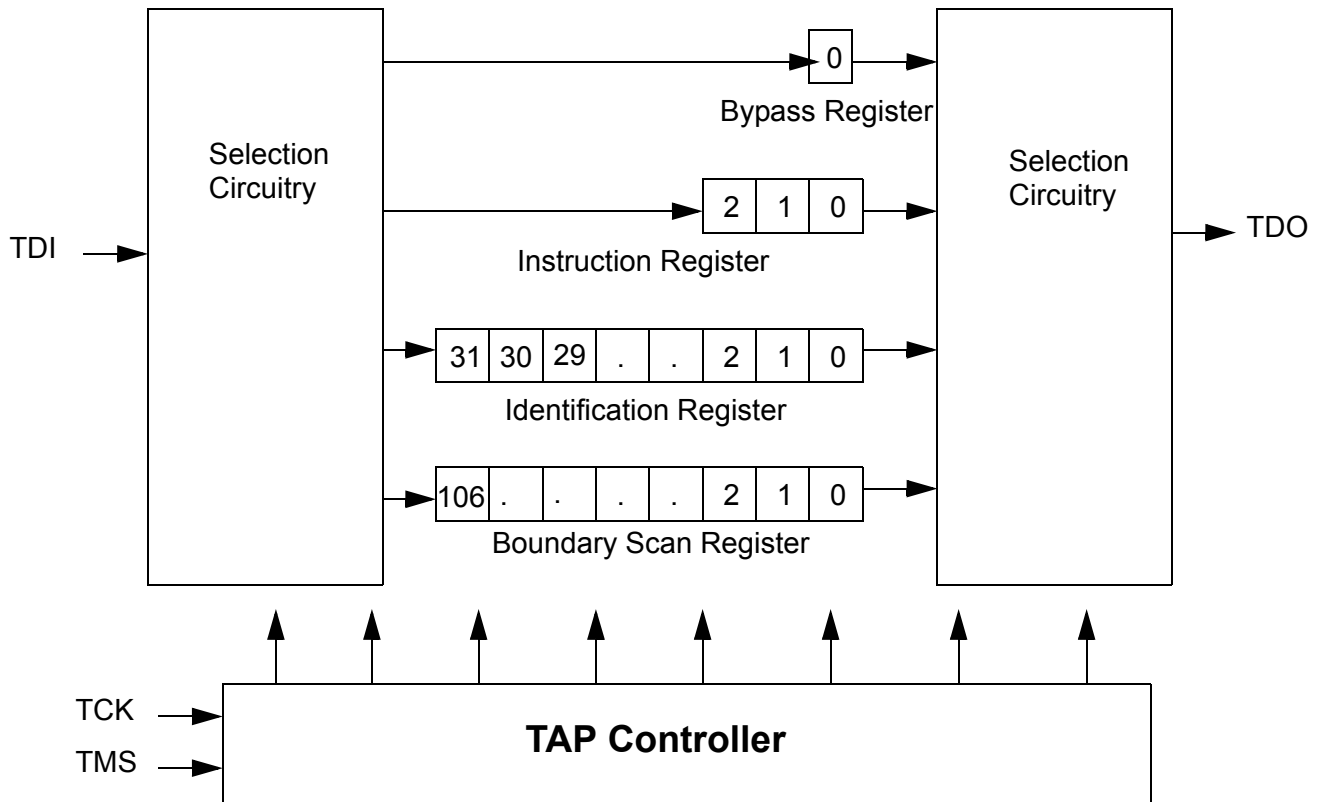 0
Bypass Register
Selection
Circuitry
Selection
Circuitry
2 1 0
TDI
TDO
Instruction Register
31 30 29 . . 2 1 0
Identification Register
106 . . . . 2 1 0
Boundary Scan Register
TCK
TMS
TAP Controller